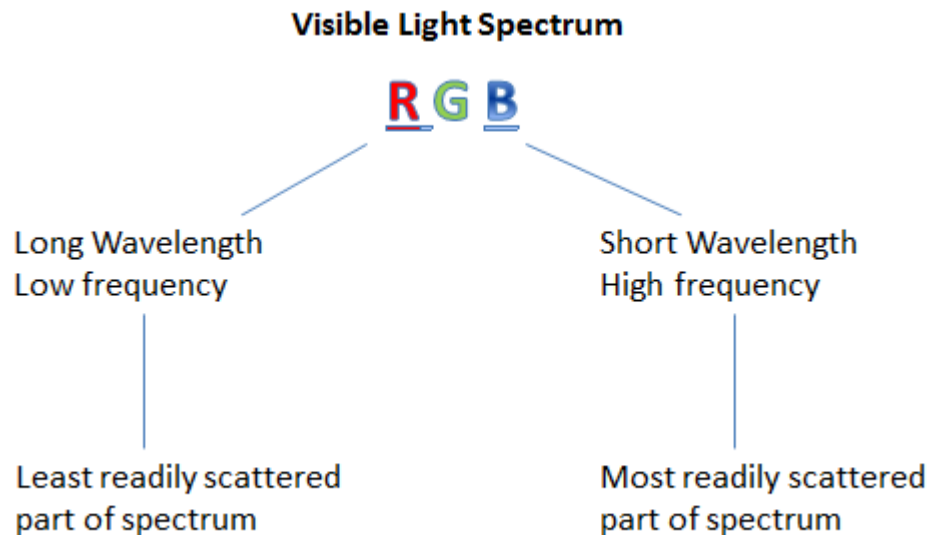 Visible Light Spectrum
R G B
Long Wavelength
Low frequency
Short Wavelength
High frequency
Least readily scattered
part of spectrum
Most readily scattered
part of spectrum